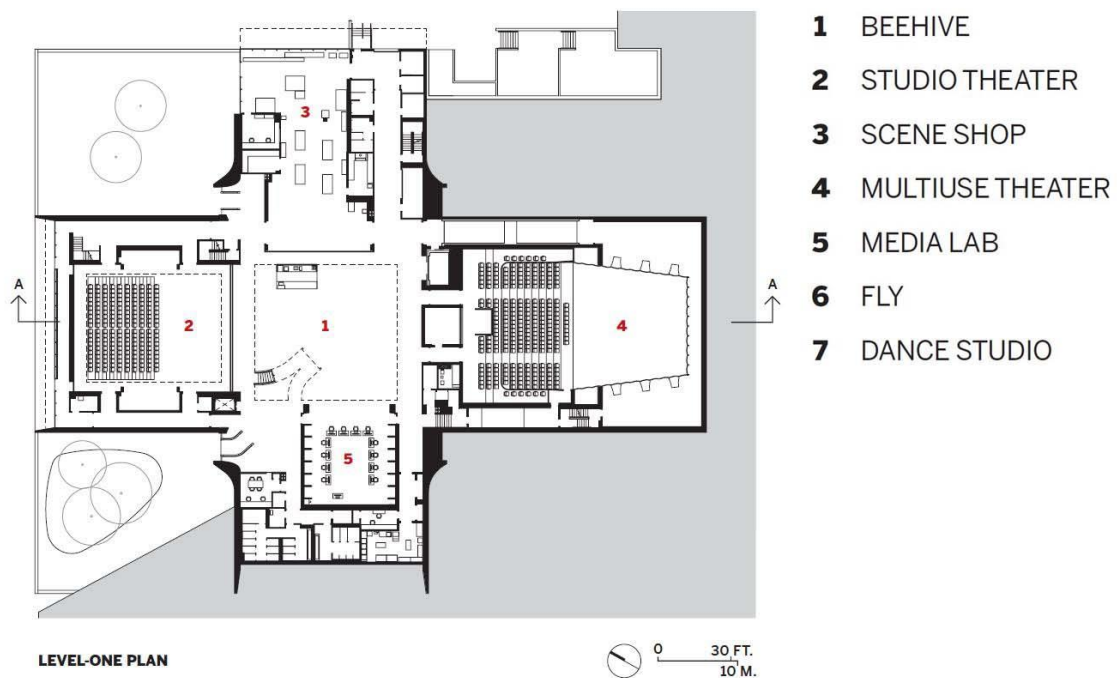 1 BEEHIVE
2 STUDIO THEATER
3 SCENE SHOP
4 MULTIUSE THEATER
5 MEDIA LAB
6 FLY
7 DANCE STUDIO
3
A
A
2
1
4
5
LEVEL-ONE PLAN
0 30 FT.
10 M.